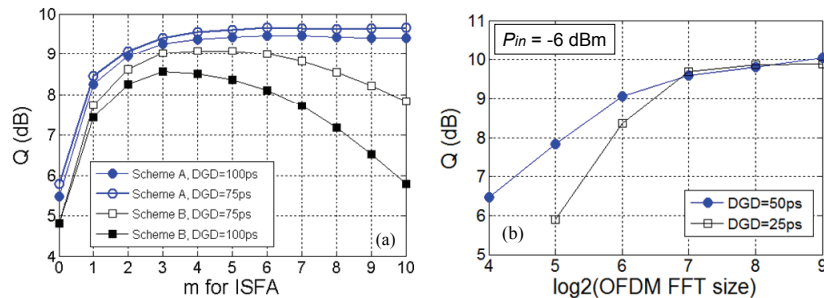 10
9
8
7
6
5
4
Q (dB)
Scheme A, DGD=100ps
Scheme A, DGD=75ps
Scheme B, DGD=75ps
Scheme B, DGD=100ps
(a)
0 1 2 3 4 5 6 7 8 9 10
m for ISFA
Pin = -6 dBm
11
10
9
8
7
6
5
Q (dB)
DGD=50ps
DGD=25ps
(b)
4 5 6 7 8 9
log2(OFDM FFT size)